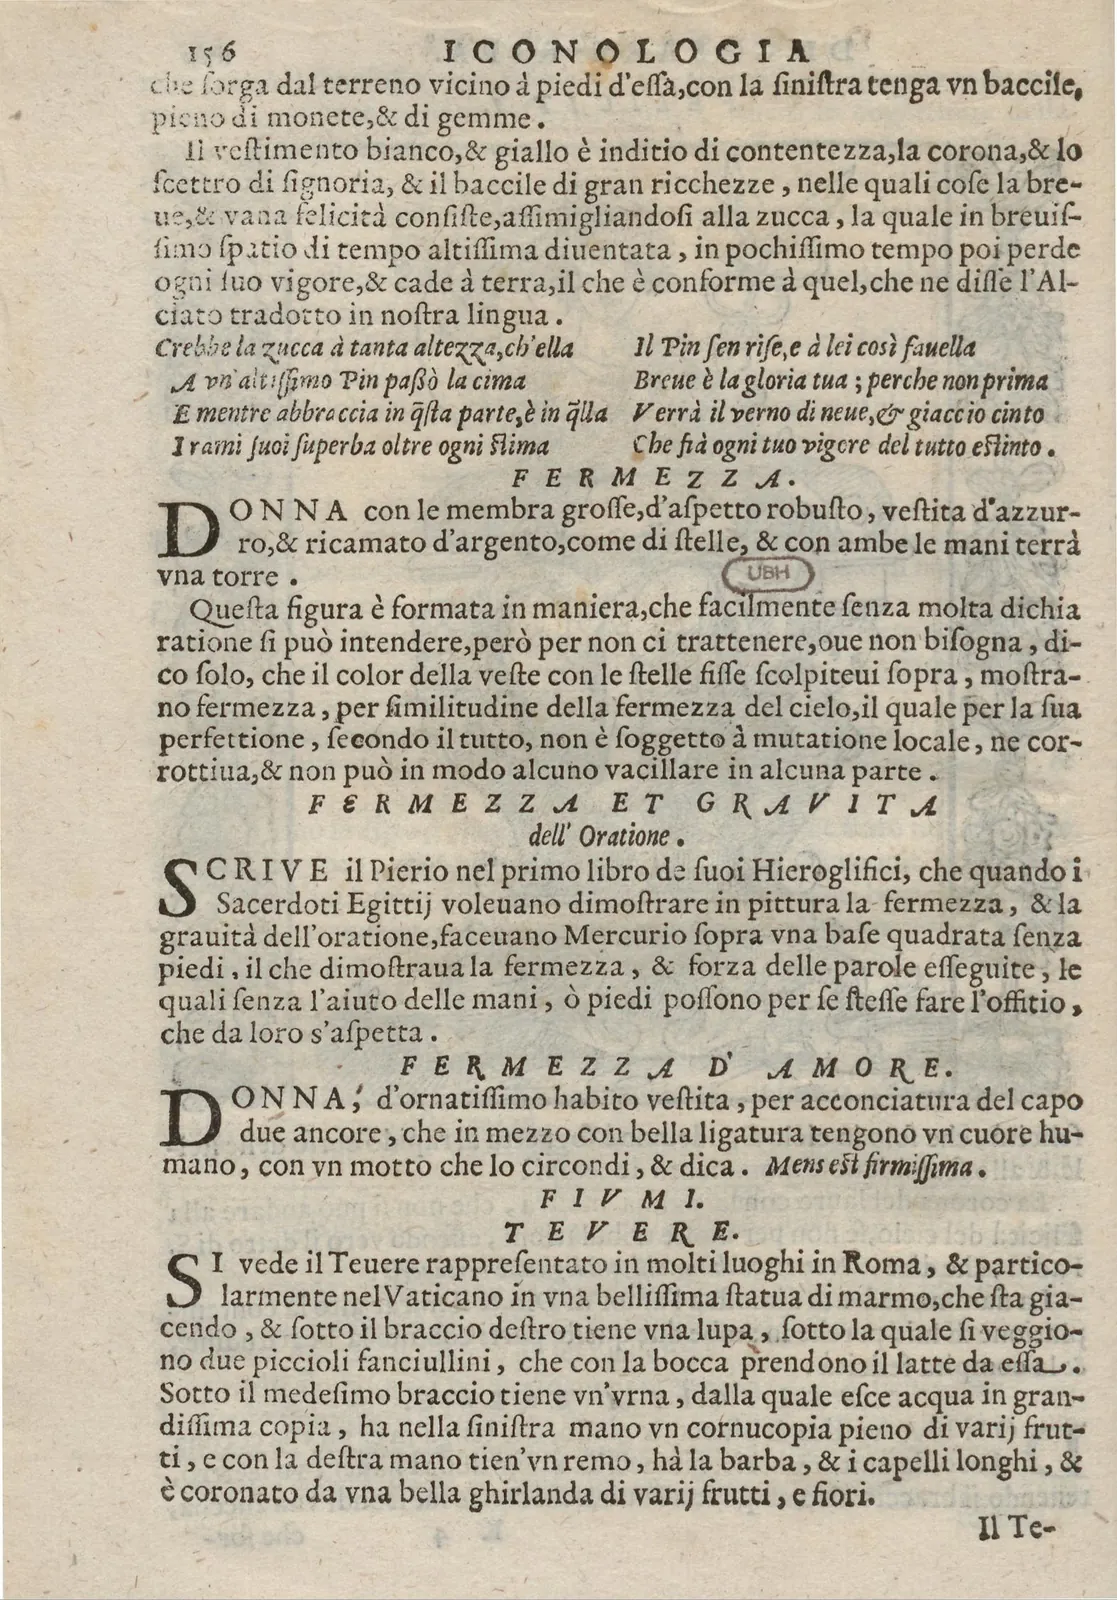 156 ICONOLOGIA
che ſorga dal terreno vicino à piedi d'eſſa,con la ſiniſtra tenga vn baccile,
pieno di monete,& di gemme.
Il veſtimento bianco,& giallo è inditio di contentezza,la corona,& lo
ſcettro di ſignoria, & il baccile di gran ricchezze, nelle quali coſe la bre-
ue,& vana felicità conſiſte,aſſimigliandoſi alla zucca, la quale in breuiſ-
ſimo ſpatio di tempo altiſſima diuentata, in pochiſſimo tempo poi perde
ogni ſuo vigore,& cade à terra,il che è conforme à quel,che ne diſſe l'Al-
ciato tradotto in noſtra lingua.
Crebbe la zucca à tanta altezza,ch'ella
A vn'altiſſimo Pin paßò la cima
E mentre abbraccia in q̃ſta parte,è in q̃lla
I rami ſuoi ſuperba oltre ogni ſtima
Il Pin ſen riſe,e à lei così fauella
Breue è la gloria tua; perche non prima
Verrà il verno di neue,& giaccio cinto
Che fià ogni tuo vigore del tutto eſtinto.
FERMEZZA.
DONNA con le membra groſſe,d'aſpetto robuſto, veſtita d'azzur-
ro,& ricamato d'argento,come di ſtelle, & con ambe le mani terrà
vna torre.
UBH
Queſta figura è formata in maniera,che facilmente ſenza molta dichia
ratione ſi può intendere,però per non ci trattenere,oue non biſogna, di-
co ſolo, che il color della veſte con le ſtelle fiſſe ſcolpiteui ſopra, moſtra-
no fermezza, per ſimilitudine della fermezza del cielo,il quale per la ſua
perfettione, ſecondo il tutto, non è ſoggetto à mutatione locale, ne cor-
rottiua,& non può in modo alcuno vacillare in alcuna parte.
FERMEZZA ET GRAVITA
dell' Oratione.
SCRIVE il Pierio nel primo libro de ſuoi Hieroglifici, che quando i
Sacerdoti Egittij voleuano dimoſtrare in pittura la fermezza, & la
grauità dell'oratione,faceuano Mercurio ſopra vna baſe quadrata ſenza
piedi, il che dimoſtraua la fermezza, & forza delle parole eſſeguite, le
quali ſenza l'aiuto delle mani, ò piedi poſſono per ſe ſteſſe fare l'offitio,
che da loro s'aſpetta.
FERMEZZA D'AMORE.
DONNA, d'ornatiſſimo habito veſtita, per acconciatura del capo
due ancore, che in mezzo con bella ligatura tengono vn cuore hu-
mano, con vn motto che lo circondi, & dica. Mens eſt firmiſſima.
FIVMI.
TEVERE.
SI vede il Teuere rappreſentato in molti luoghi in Roma, & partico-
larmente nel Vaticano in vna belliſſima ſtatua di marmo,che ſta gia-
cendo, & ſotto il braccio deſtro tiene vna lupa, ſotto la quale ſi veggio-
no due piccioli fanciullini, che con la bocca prendono il latte da eſſa.
Sotto il medeſimo braccio tiene vn'vrna, dalla quale eſce acqua in gran-
diſſima copia, ha nella ſiniſtra mano vn cornucopia pieno di varij frut-
ti, e con la deſtra mano tien'vn remo, hà la barba, & i capelli longhi, &
è coronato da vna bella ghirlanda di varij frutti, e fiori.
Il Te-